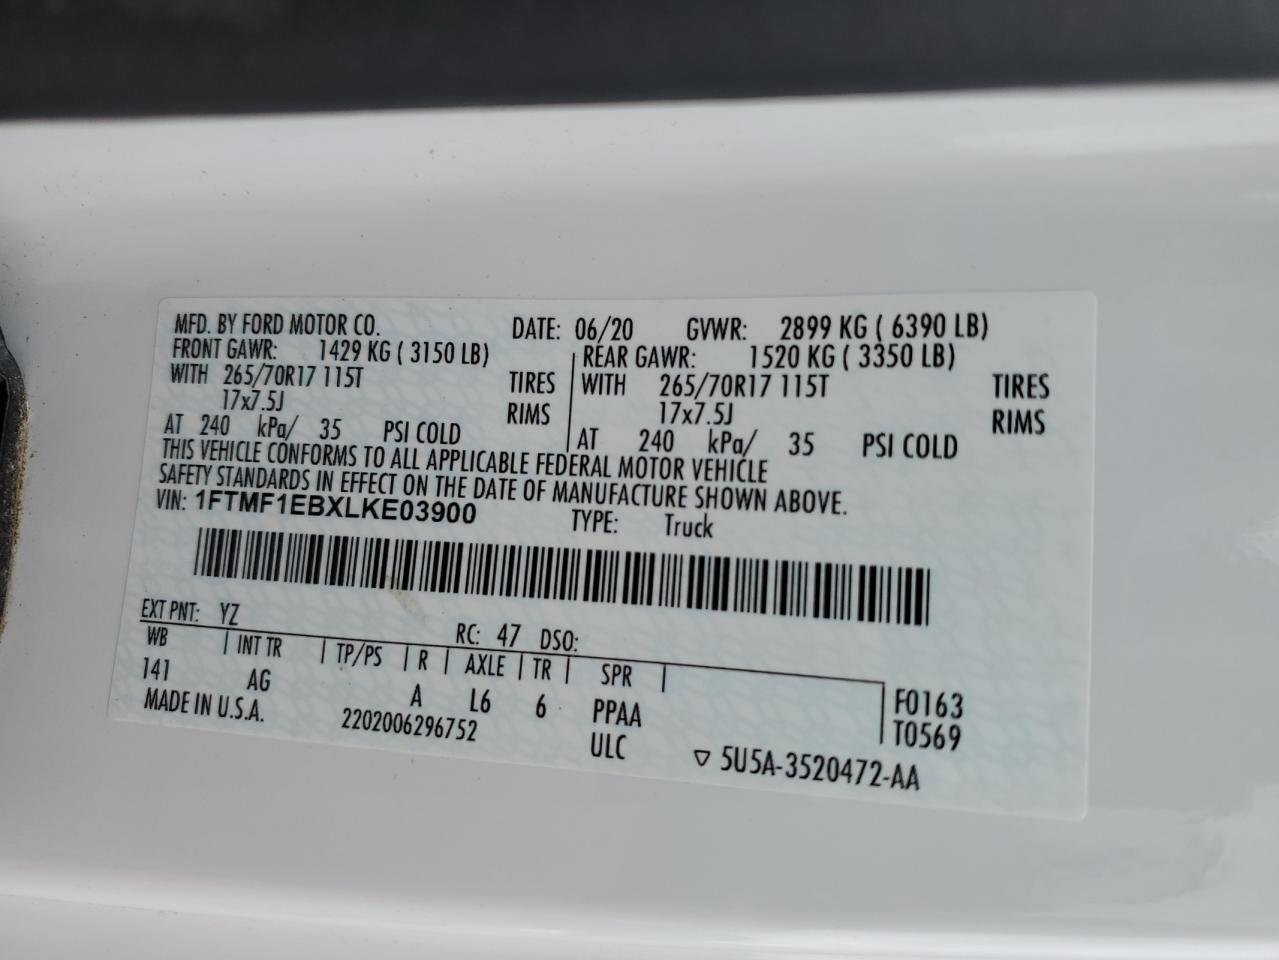 MFD. BY FORD MOTOR CO. DATE: 06/20 GVWR: 2899 KG ( 6390 LB)
FRONT GAWR: 1429 KG ( 3150 LB) REAR GAWR: 1520 KG ( 3350 LB)
WITH 265/70R17 115T TIRES WITH 265/70R17 115T TIRES
17x7.5J RIMS 17x7.5J RIMS
AT 240 kPa/ 35 PSI COLD AT 240 kPa/ 35 PSI COLD
THIS VEHICLE CONFORMS TO ALL APPLICABLE FEDERAL MOTOR VEHICLE
SAFETY STANDARDS IN EFFECT ON THE DATE OF MANUFACTURE SHOWN ABOVE.
VIN: 1FTMF1EBXLKE03900 TYPE: Truck
EXT PNT: YZ RC: 47 DSO:
WB INT TR TP/PS R AXLE TR SPR
141 AG A L6 6 PPAA F0163
MADE IN U.S.A. 2202006296752 ULC T0569
▽ 5U5A-3520472-AA